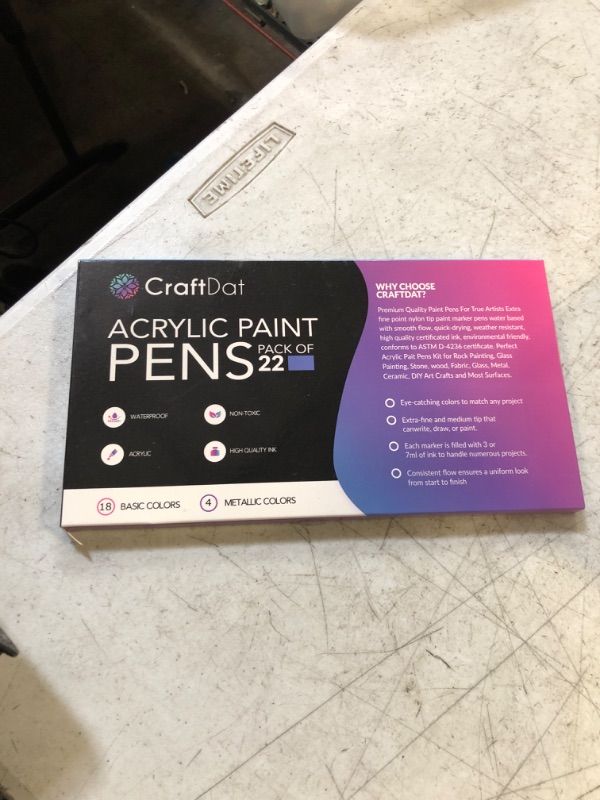 LIFETIME
CraftDat
ACRYLIC PAINT
PENS PACK OF
22
WATERPROOF
NON-TOXIC
ACRYLIC
HIGH QUALITY INK
18 BASIC COLORS
4 METALLIC COLORS
WHY CHOOSE
CRAFTDAT?
Premium Quality Paint Pens For True Artists Extes
fine point nylon tip paint marker pens water based
with smooth flow, quick-drying, weather resistant,
high quality certificated ink, environmental friendly,
conforms to ASTM D-4236 certificate. Perfect
Acrylic Pait Pens Kit for Rock Painting, Glass
Painting, Stone, wood, Fabric, Glass, Metal,
Ceramic, DIY Art Crafts and Most Surfaces.
Eye-catching colors to match any project
Extra-fine and medium tip that
canwrite, draw, or paint.
Each marker is filled with 3 or
7ml of ink to handle numerous projects.
Consistent flow ensures a uniform look
from start to finish